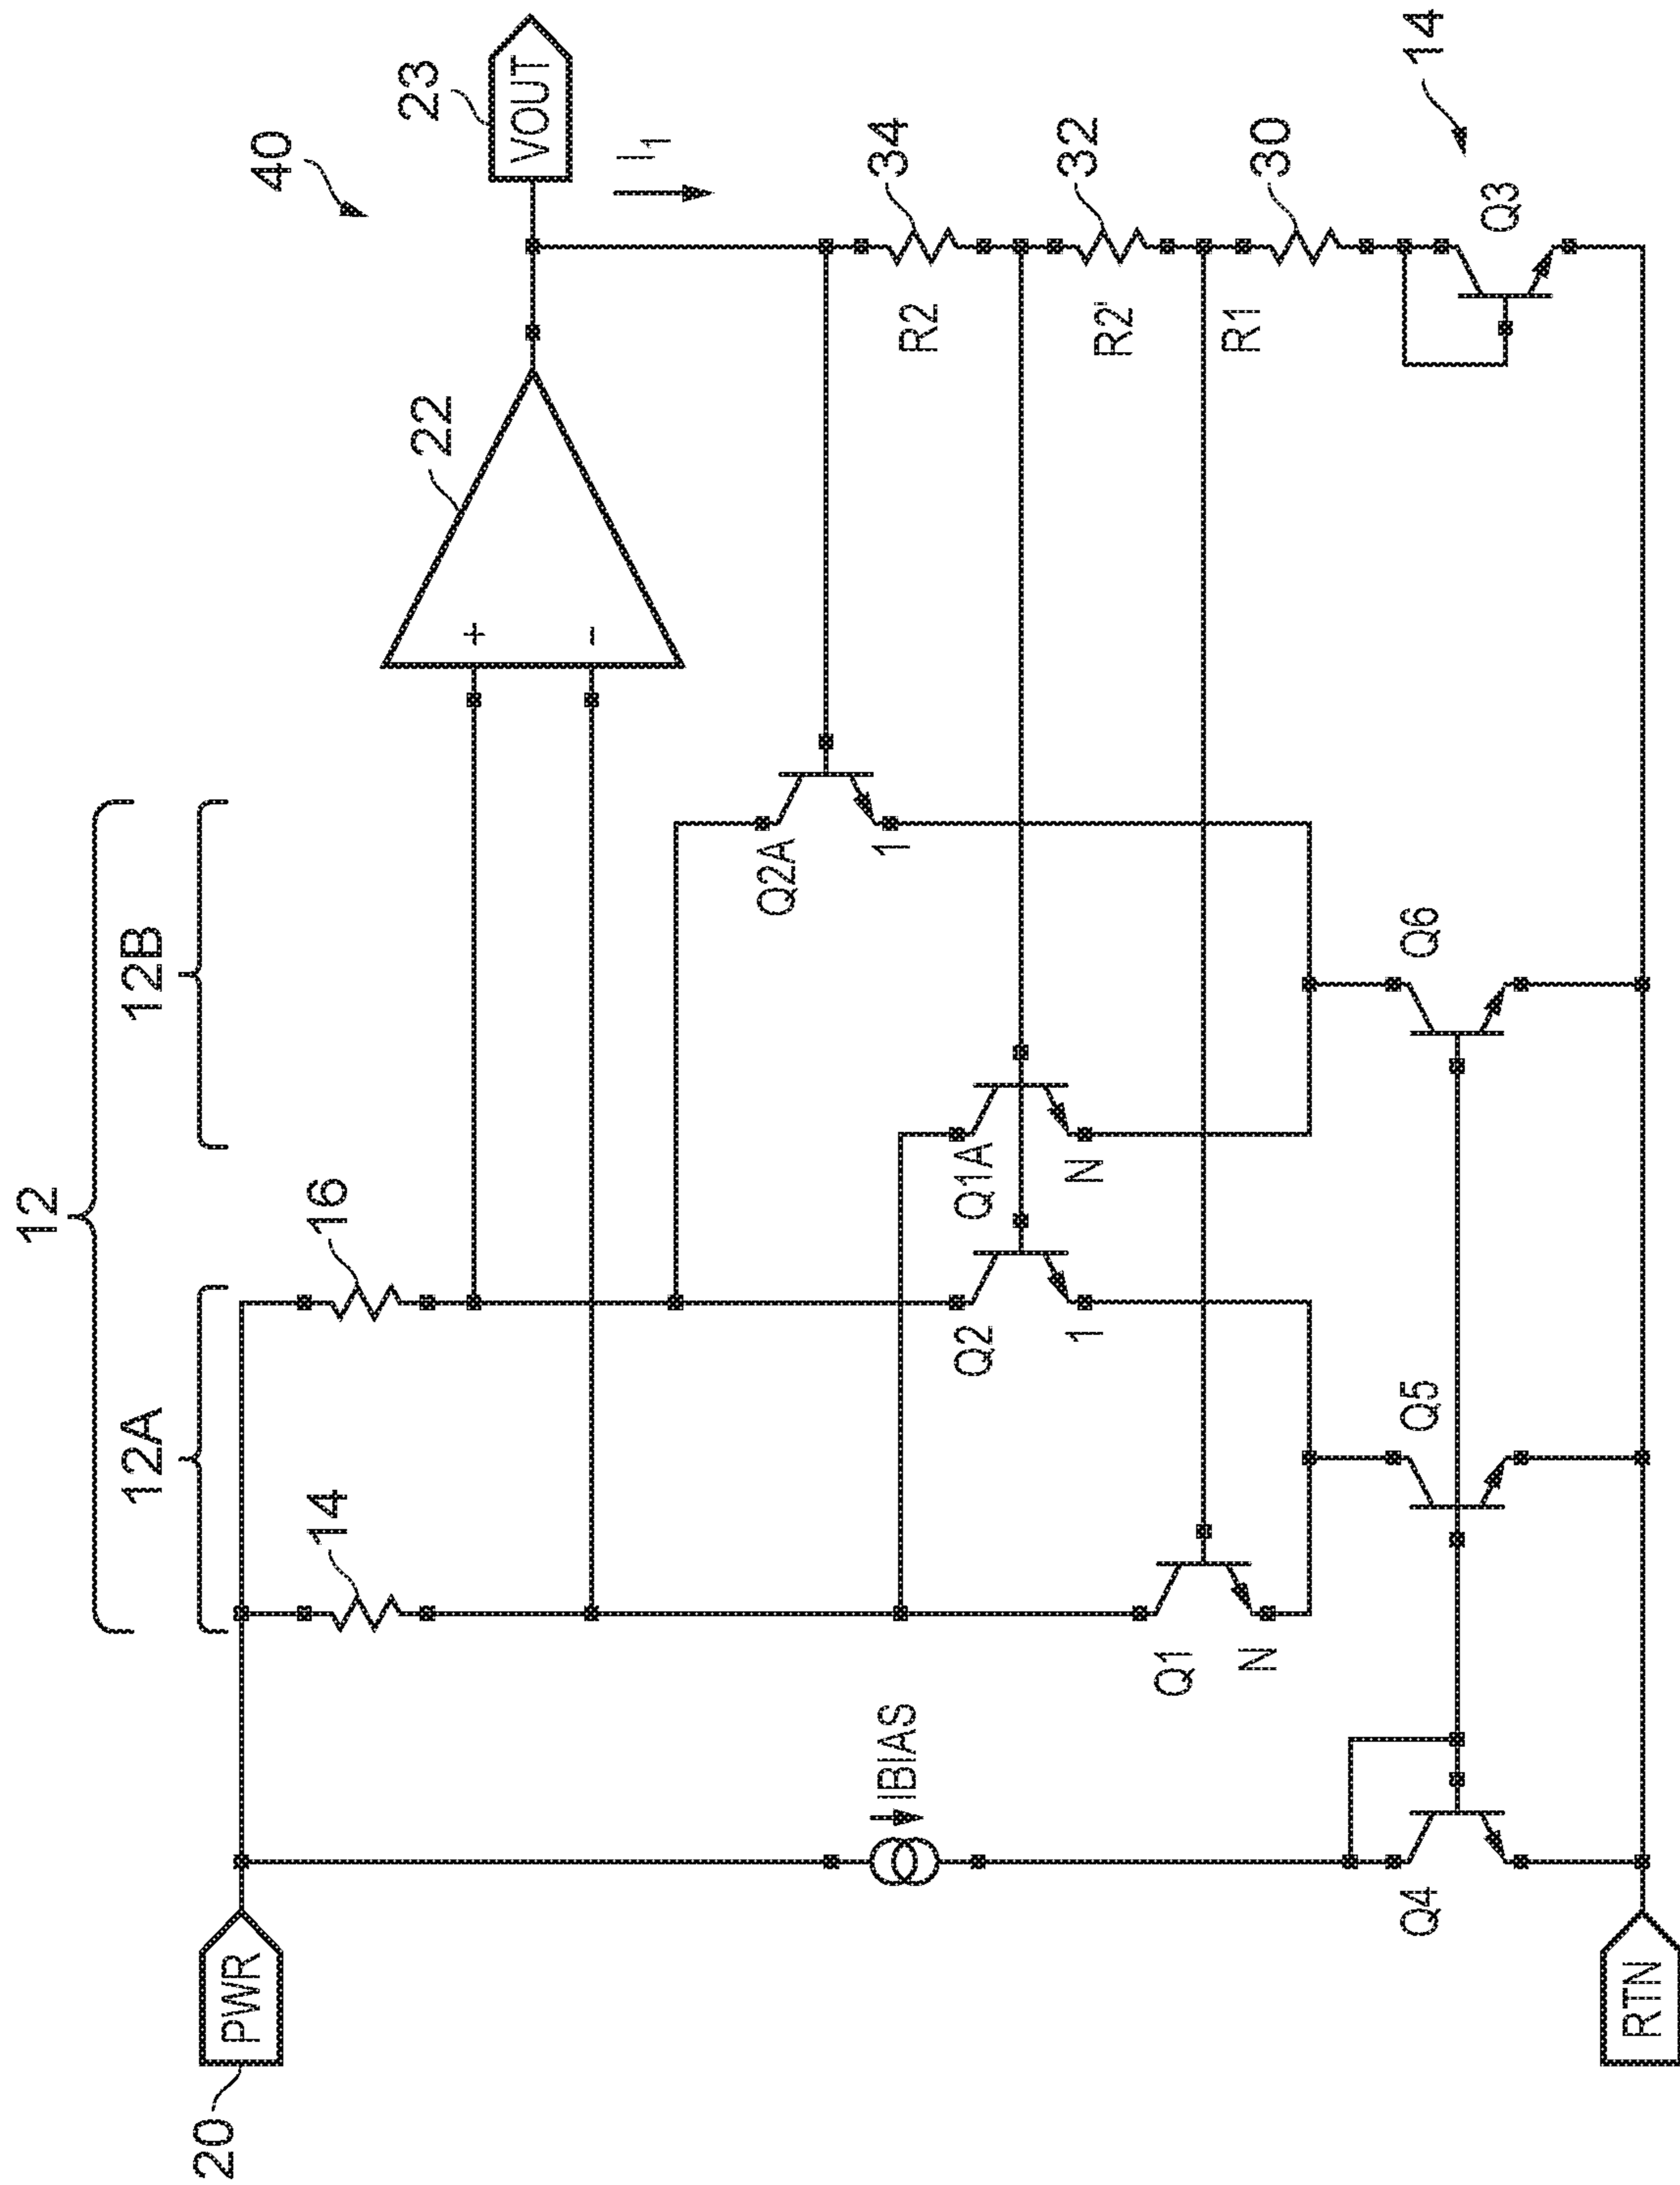 12
12A
12B
20
PWR
40
14
16
22
23
+
-
VOUT
I1
Q2A
1
34
IBIAS
R2
Q2
Q1A
1
N
32
R2'
Q1
N
R1
30
Q4
Q5
Q6
14
Q3
RTN